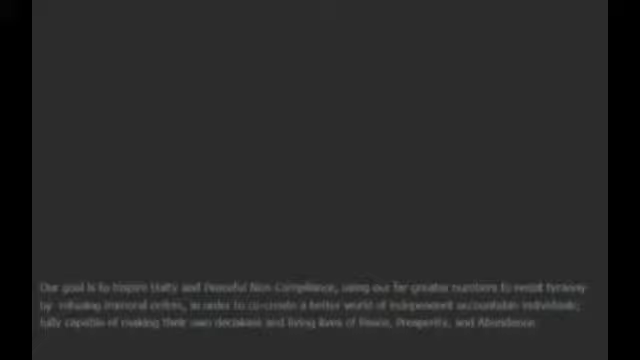 Our goal is to Inspire Unity and Peaceful Non Compliance, using our far greater numbers to resist tyranny
by refusing immoral orders, in order to co-create a better world of independent accountable individuals;
fully capable of making their own decisions and living lives of Peace, Prosperity, and Abundance